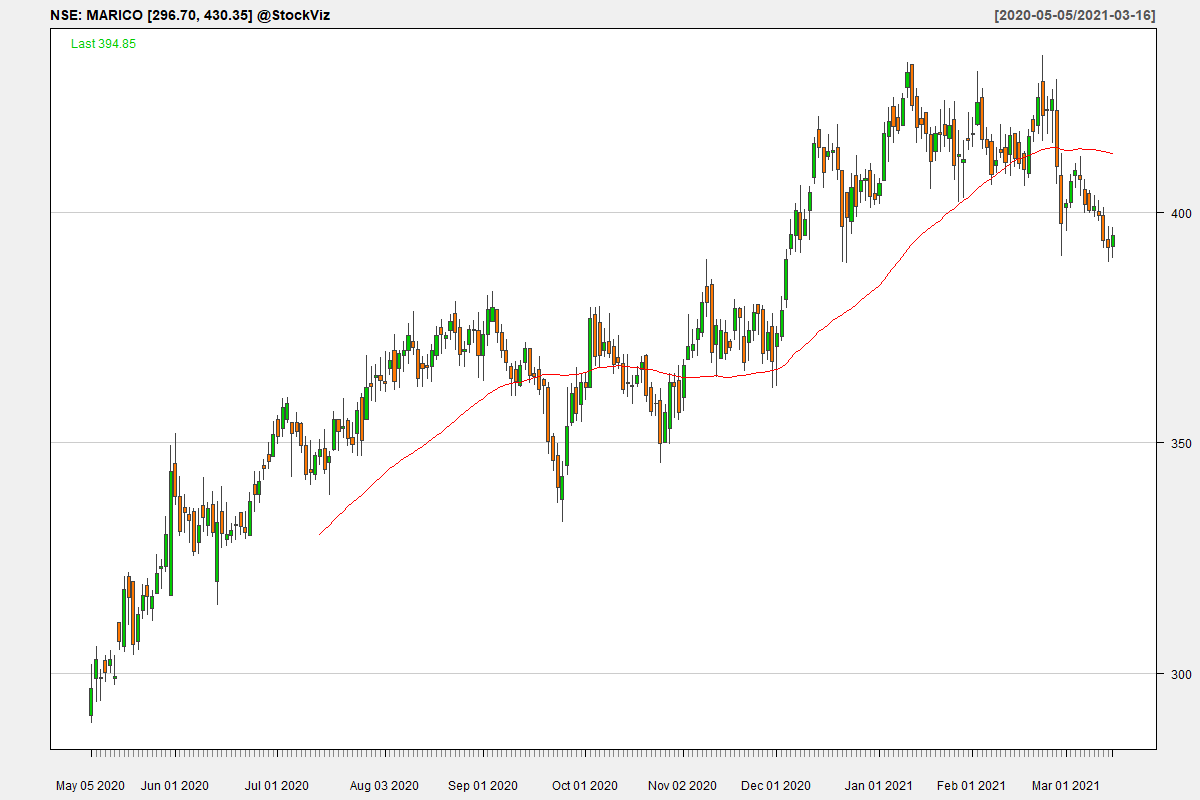 NSE: MARICO [296.70, 430.35] @StockViz
[2020-05-05/2021-03-16]
Last 394.85
400
350
300
May 05 2020 Jun 01 2020 Jul 01 2020 Aug 03 2020 Sep 01 2020 Oct 01 2020 Nov 02 2020 Dec 01 2020 Jan 01 2021 Feb 01 2021 Mar 01 2021